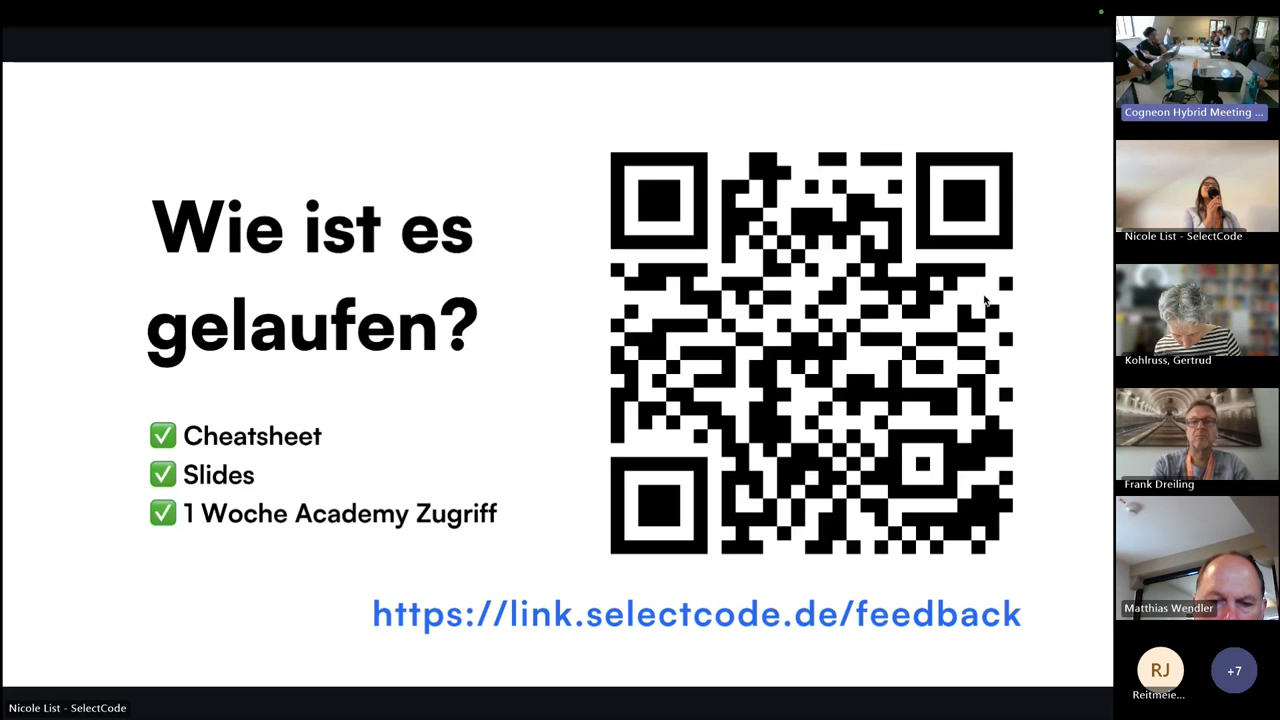 Wie ist es
gelaufen?
✅ Cheatsheet
✅ Slides
✅ 1 Woche Academy Zugriff
https://link.selectcode.de/feedback
Nicole List - SelectCode
Cogneon Hybrid Meeting ...
Nicole List - SelectCode
Kohlruss, Gertrud
Frank Dreiling
Matthias Wendler
RJ
Reitmeie...
+7